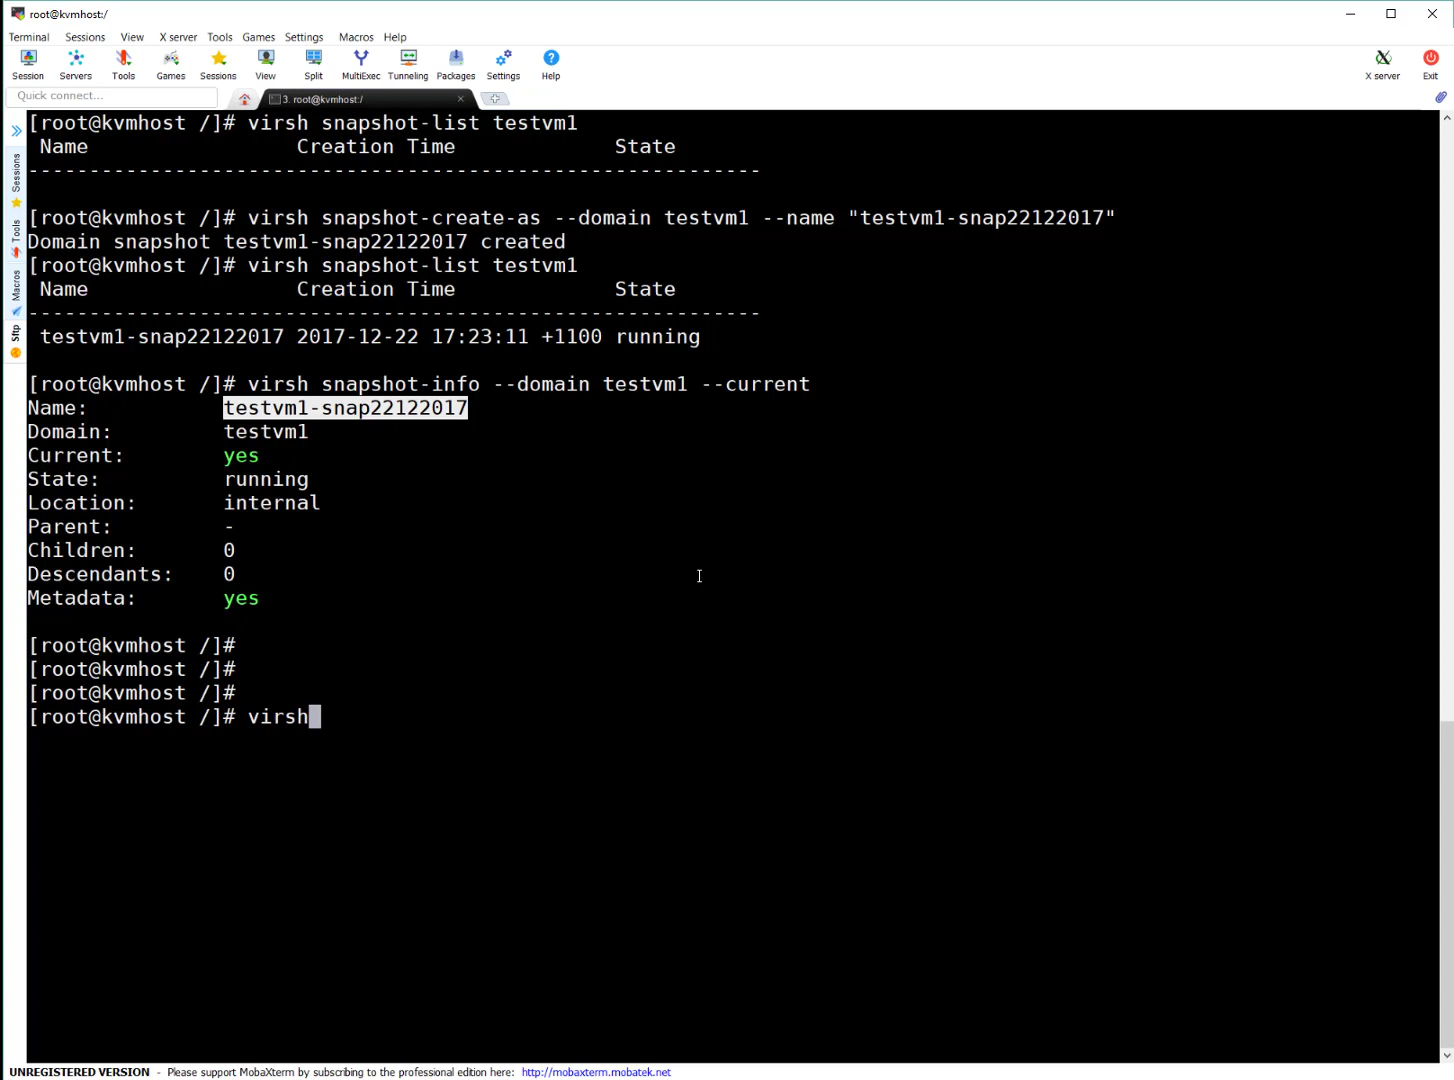 root@kvmhost:/
Terminal Sessions View X server Tools Games Settings Macros Help
Session Servers Tools Games Sessions View Split MultiExec Tunneling Packages Settings Help X server Exit
Quick connect... 3. root@kvmhost:/
Sessions
Tools
Macros
Sftp
[root@kvmhost /]# virsh snapshot-list testvm1
 Name                 Creation Time             State
------------------------------------------------------------
[root@kvmhost /]# virsh snapshot-create-as --domain testvm1 --name "testvm1-snap22122017"
Domain snapshot testvm1-snap22122017 created
[root@kvmhost /]# virsh snapshot-list testvm1
 Name                 Creation Time             State
------------------------------------------------------------
 testvm1-snap22122017 2017-12-22 17:23:11 +1100 running
[root@kvmhost /]# virsh snapshot-info --domain testvm1 --current
Name:           testvm1-snap22122017
Domain:         testvm1
Current:        yes
State:          running
Location:       internal
Parent:         -
Children:       0
Descendants:    0
Metadata:       yes
[root@kvmhost /]#
[root@kvmhost /]#
[root@kvmhost /]#
[root@kvmhost /]# virsh
UNREGISTERED VERSION - Please support MobaXterm by subscribing to the professional edition here: http://mobaxterm.mobatek.net